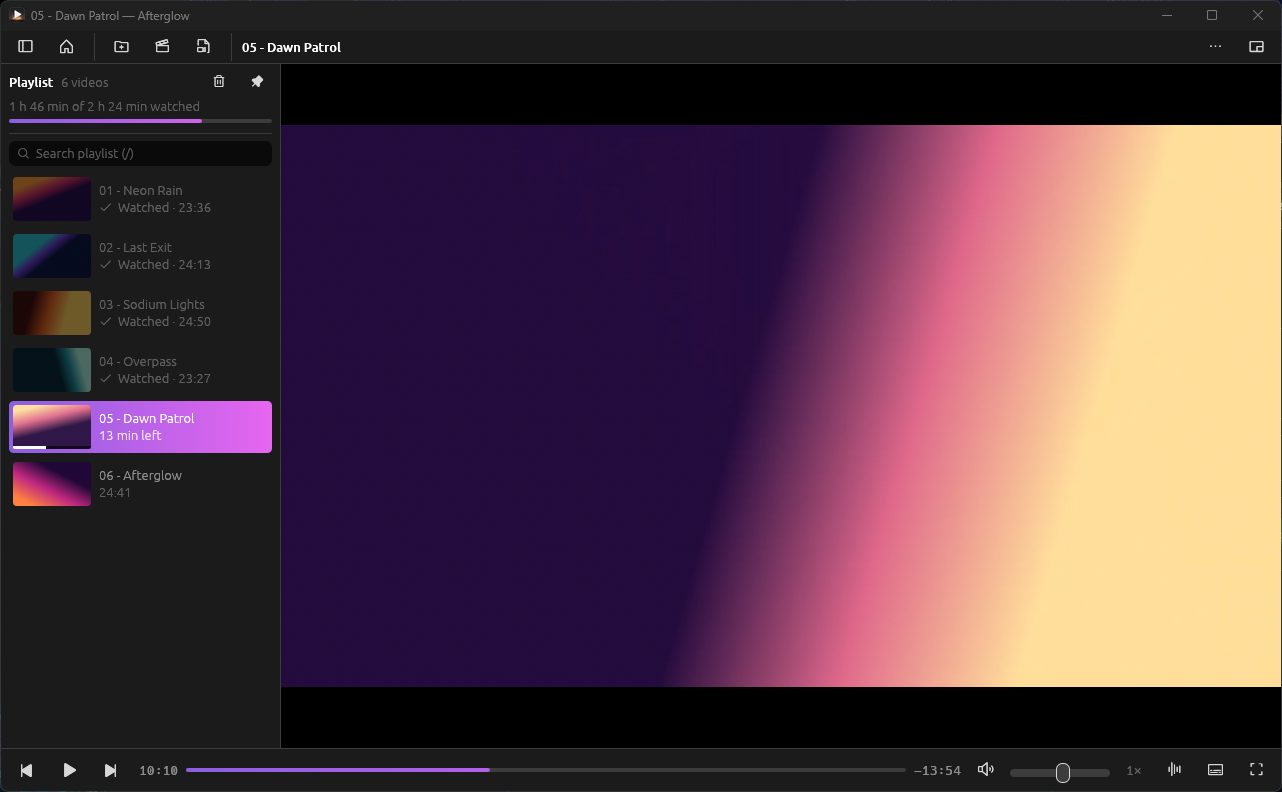 05 - Dawn Patrol — Afterglow
05 - Dawn Patrol
Playlist 6 videos
1 h 46 min of 2 h 24 min watched
Search playlist (/)
01 - Neon Rain
Watched · 23:36
02 - Last Exit
Watched · 24:13
03 - Sodium Lights
Watched · 24:50
04 - Overpass
Watched · 23:27
05 - Dawn Patrol
13 min left
06 - Afterglow
24:41
10:10
−13:54
1×